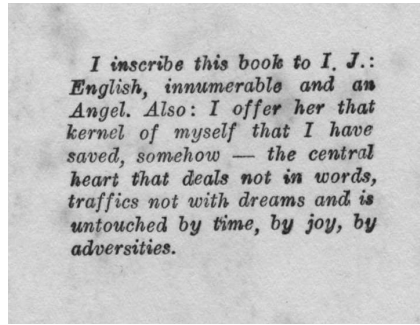 I inscribe this book to I. J.:
English, innumerable and an
Angel. Also: I offer her that
kernel of myself that I have
saved, somehow — the central
heart that deals not in words,
traffics not with dreams and is
untouched by time, by joy, by
adversities.